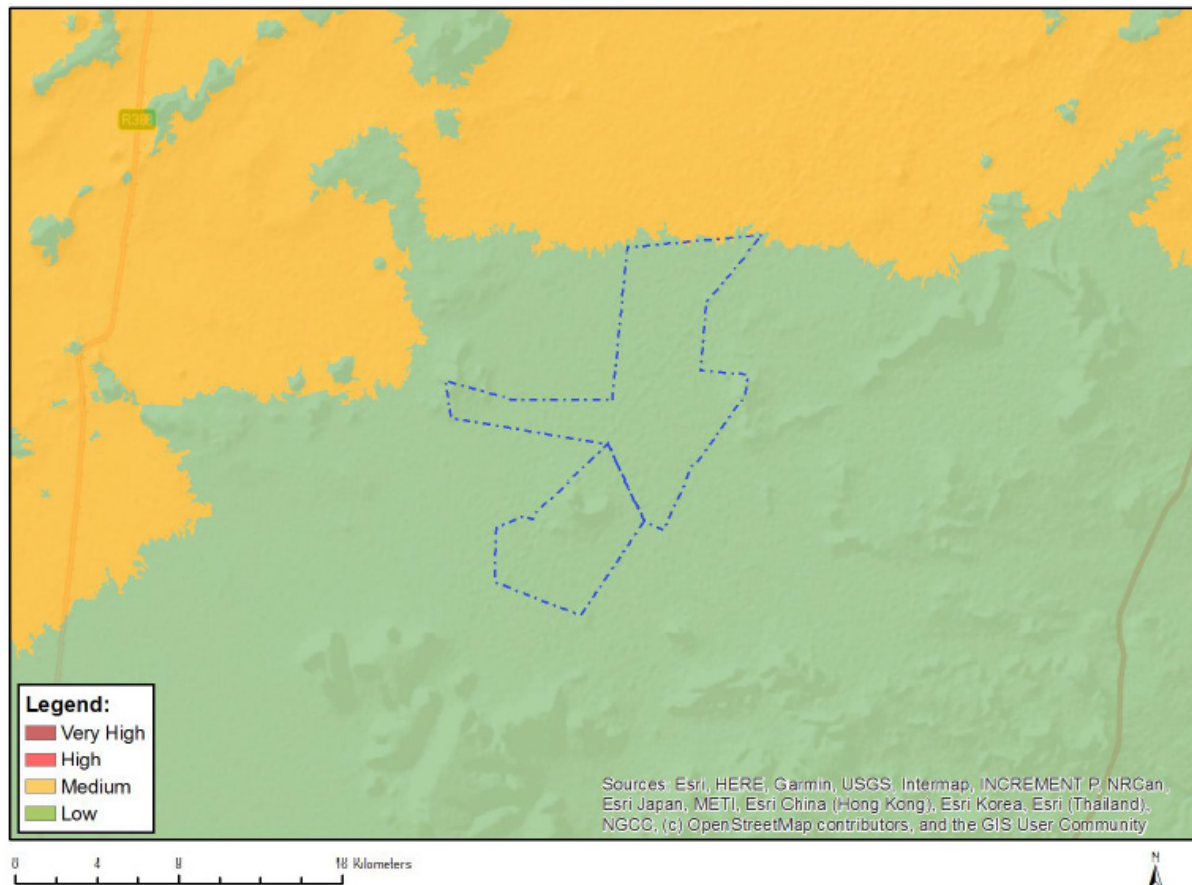 R398
Legend:
Very High
High
Medium
Low
Sources: Esri, HERE, Garmin, USGS, Intermap, INCREMENT P, NRCan,
Esri Japan, METI, Esri China (Hong Kong), Esri Korea, Esri (Thailand),
NGCC, (c) OpenStreetMap contributors, and the GIS User Community
0 4 8 16 Kilometers
N